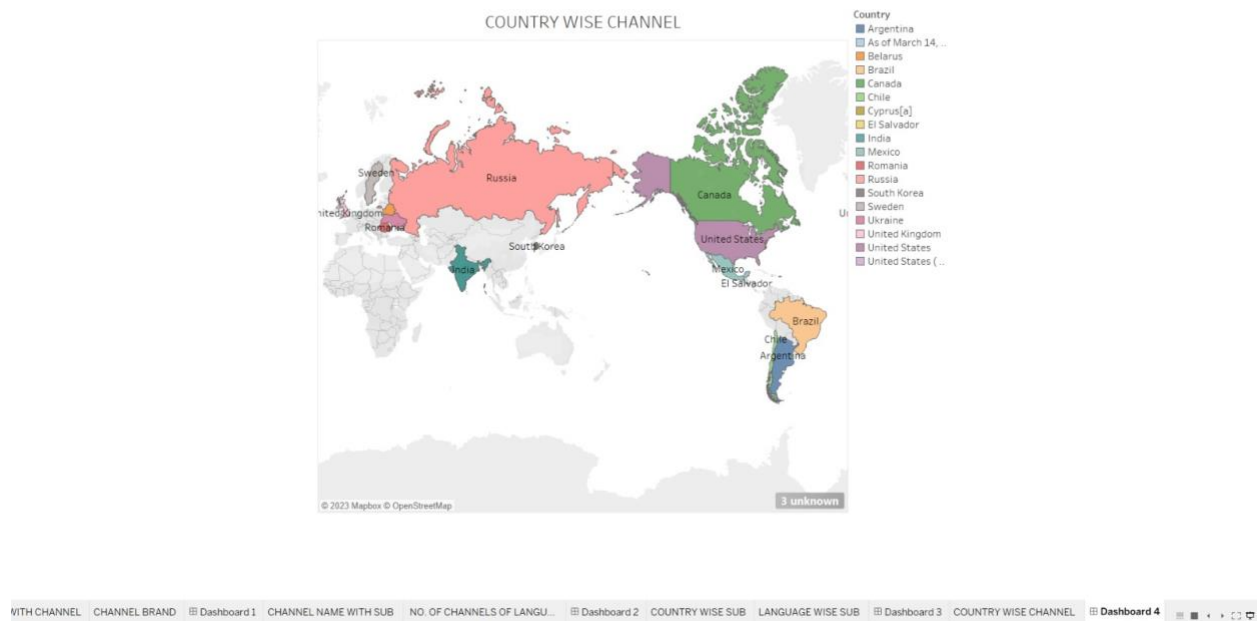 COUNTRY WISE CHANNEL
Country
Argentina
As of March 14, ...
Belarus
Brazil
Canada
Chile
Cyprus[a]
El Salvador
India
Mexico
Romania
Russia
South Korea
Sweden
Ukraine
United Kingdom
United States
United States ( ...
Sweden
Russia
Canada
nited Kingdom
Romania
U
United States
South Korea
India
Mexico
El Salvador
Brazil
Chile
Argentina
© 2023 Mapbox © OpenStreetMap
3 unknown
WITH CHANNEL CHANNEL BRAND Dashboard 1 CHANNEL NAME WITH SUB NO. OF CHANNELS OF LANGU... Dashboard 2 COUNTRY WISE SUB LANGUAGE WISE SUB Dashboard 3 COUNTRY WISE CHANNEL Dashboard 4